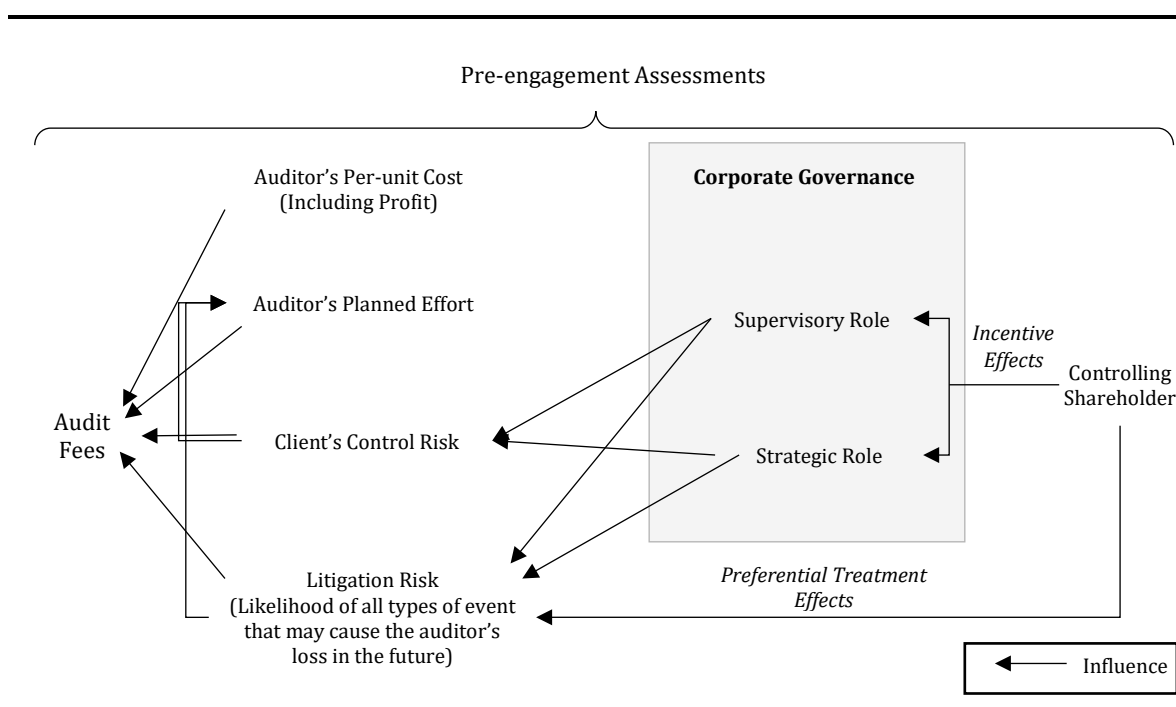 Pre-engagement Assessments
Auditor’s Per-unit Cost
(Including Profit)
Corporate Governance
Auditor’s Planned Effort
Supervisory Role
Incentive
Effects
Controlling
Shareholder
Audit
Fees
Client’s Control Risk
Strategic Role
Litigation Risk
(Likelihood of all types of event
that may cause the auditor’s
loss in the future)
Preferential Treatment
Effects
Influence